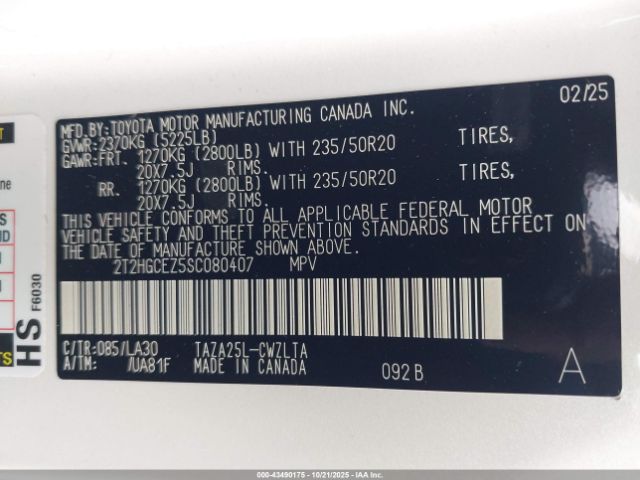 02/25
MFD.BY:TOYOTA MOTOR MANUFACTURING CANADA INC.
GVWR:2370KG (5225LB)
GAWR:FRT. 1270KG (2800LB) WITH 235/50R20 TIRES,
20X7.5J RIMS.
RR. 1270KG (2800LB) WITH 235/50R20 TIRES,
20X7.5J RIMS.
THIS VEHICLE CONFORMS TO ALL APPLICABLE FEDERAL MOTOR
VEHICLE SAFETY AND THEFT PREVENTION STANDARDS IN EFFECT ON
THE DATE OF MANUFACTURE SHOWN ABOVE.
2T2HGCEZ5SC080407 MPV
C/TR:085/LA30 TAZA25L-CWZLTA
A/TM: /UA81F MADE IN CANADA 092B A
HS F6030
000-43490175 - 10/21/2025 - IAAI.COM